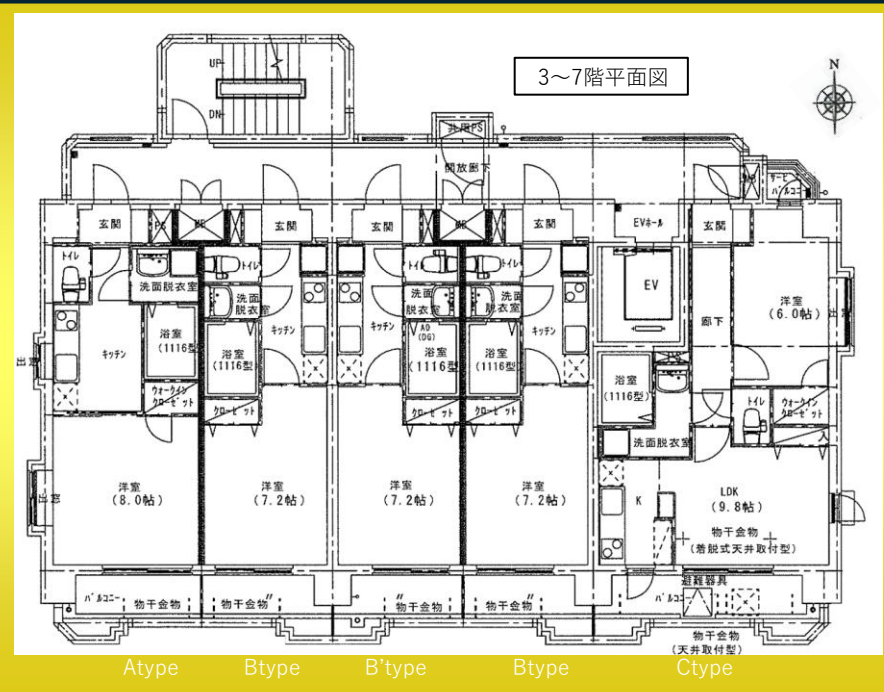 3～7階平面図
N
UP
DN
共用PS
開放廊下
サービス
バルコニー
玄関
PS
MB
玄関
玄関
MB
玄関
EVホール
玄関
トイレ
洗面脱衣室
トイレ
洗面
脱衣室
キッチン
トイレ
洗面
脱衣室
キッチン
トイレ
洗面
脱衣室
キッチン
EV
廊下
洋室
(6.0帖)
出窓
出窓
キッチン
浴室
(1116型)
浴室
(1116型)
AD
(DG)
浴室
(1116型)
浴室
(1116型)
浴室
(1116型)
トイレ
ウォークイン
クローゼット
ウォークイン
クローゼット
クローゼット
クローゼット
クローゼット
洗面脱衣室
出窓
洋室
(8.0帖)
洋室
(7.2帖)
洋室
(7.2帖)
洋室
(7.2帖)
K
LDK
(9.8帖)
物干金物
(着脱式天井取付型)
避難器具
バルコニー
物干金物
物干金物"
"物干金物
物干金物"
バルコニー
物干金物
(天井取付型)
Atype
Btype
B'type
Btype
Ctype